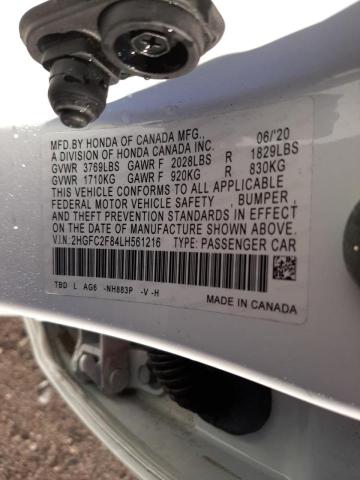 MFD.BY HONDA OF CANADA MFG., 06/'20
A DIVISION OF HONDA CANADA INC.
GVWR 3769LBS GAWR F 2028LBS R 1829LBS
GVWR 1710KG GAWR F 920KG R 830KG
THIS VEHICLE CONFORMS TO ALL APPLICABLE
FEDERAL MOTOR VEHICLE SAFETY , BUMPER ,
AND THEFT PREVENTION STANDARDS IN EFFECT
ON THE DATE OF MANUFACTURE SHOWN ABOVE.
V.I.N. 2HGFC2F84LH561216 TYPE: PASSENGER CAR
TBD L AG6 -NH883P -V -H
MADE IN CANADA